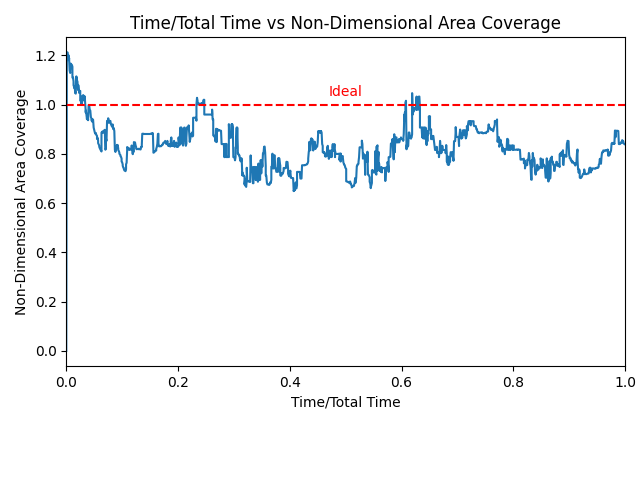 Time/Total Time vs Non-Dimensional Area Coverage
1.2
1.0
0.8
0.6
0.4
0.2
0.0
Non-Dimensional Area Coverage
Ideal
0.0 0.2 0.4 0.6 0.8 1.0
Time/Total Time